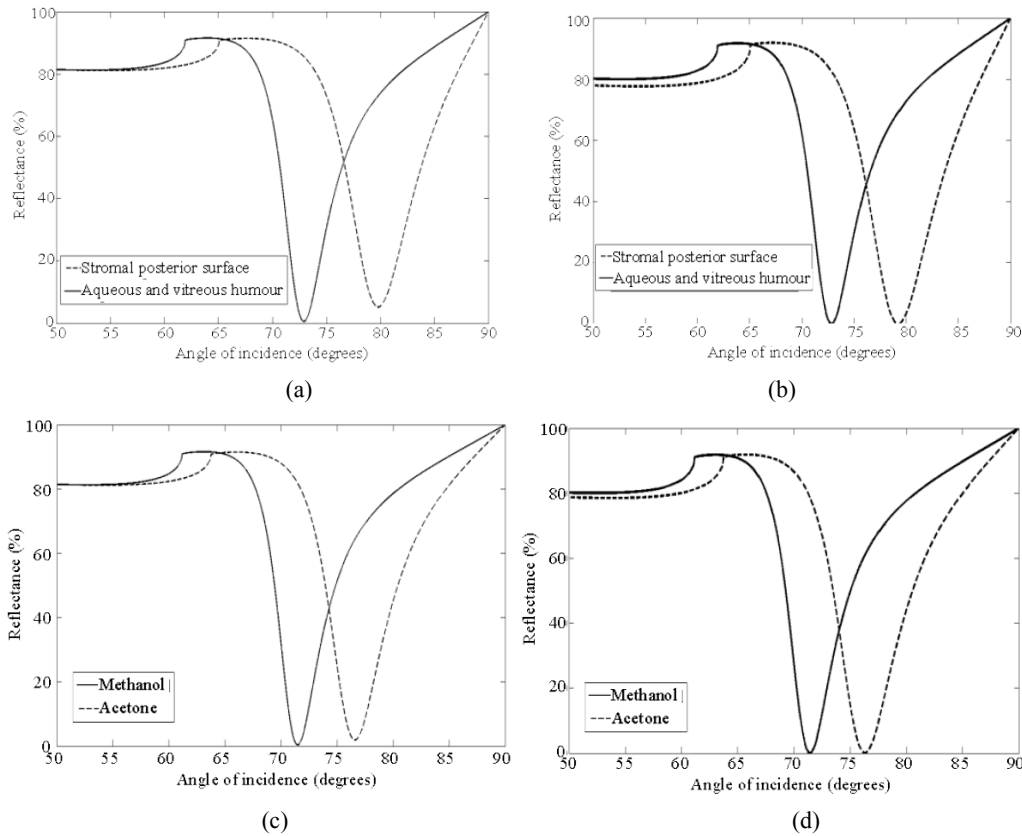 100
80
60
40
20
0
Reflectance (%)
Stromal posterior surface
Aqueous and vitreous humour
50 55 60 65 70 75 80 85 90
Angle of incidence (degrees)
(a)
100
80
60
40
20
0
Reflectance (%)
Stromal posterior surface
Aqueous and vitreous humour
50 55 60 65 70 75 80 85 90
Angle of incidence (degrees)
(b)
100
80
60
40
20
0
Reflectance (%)
Methanol
Acetone
50 55 60 65 70 75 80 85 90
Angle of incidence (degrees)
(c)
100
80
60
40
20
0
Reflectance (%)
Methanol
Acetone
50 55 60 65 70 75 80 85 90
Angle of incidence (degrees)
(d)